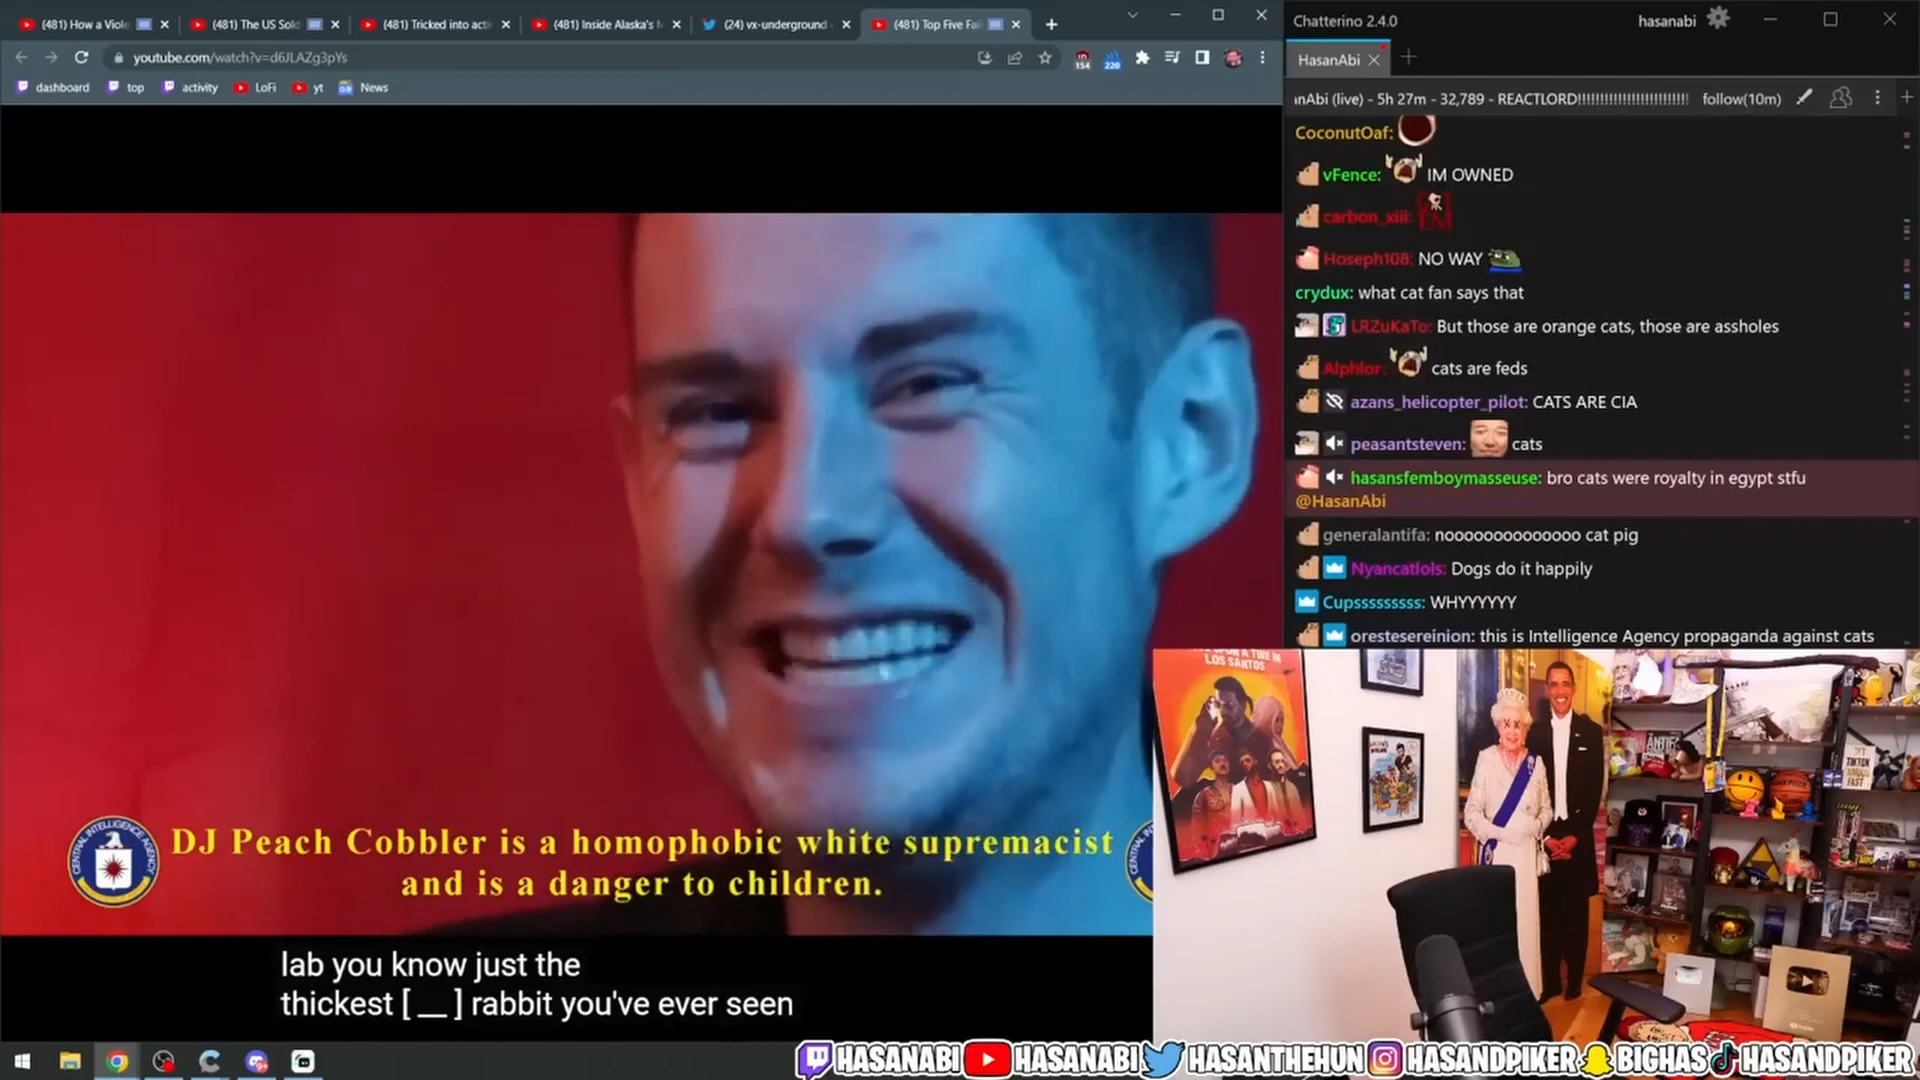 (481) How a Viole
(481) The US Sold
(481) Tricked into acti
(481) Inside Alaska's M
(24) vx-underground
(481) Top Five Fai
youtube.com/watch?v=d6JLAZg3pYs
154
220
dashboard
top
activity
LoFi
yt
News
Chatterino 2.4.0
hasanabi
HasanAbi
nAbi (live) - 5h 27m - 32,789 - REACTLORD!!!!!!!!!!!!!!!!!!!!!!!!!
follow(10m)
CoconutOaf:
vFence: IM OWNED
carbon_xiii:
Hoseph108: NO WAY
crydux: what cat fan says that
LRZuKaTo: But those are orange cats, those are assholes
Alphlor: cats are feds
azans_helicopter_pilot: CATS ARE CIA
peasantsteven: cats
hasansfemboymasseuse: bro cats were royalty in egypt stfu
@HasanAbi
generalantifa: noooooooooooooo cat pig
Nyancatlols: Dogs do it happily
Cupsssssssss: WHYYYYYY
orestesereinion: this is Intelligence Agency propaganda against cats
LOS SANTOS
CENTRAL INTELLIGENCE AGENCY
DJ Peach Cobbler is a homophobic white supremacist
and is a danger to children.
lab you know just the
thickest [ __ ] rabbit you've ever seen
HASANABI
HASANABI
HASANTHEHUN
HASANDPIKER
BIGHAS
HASANDPIKER